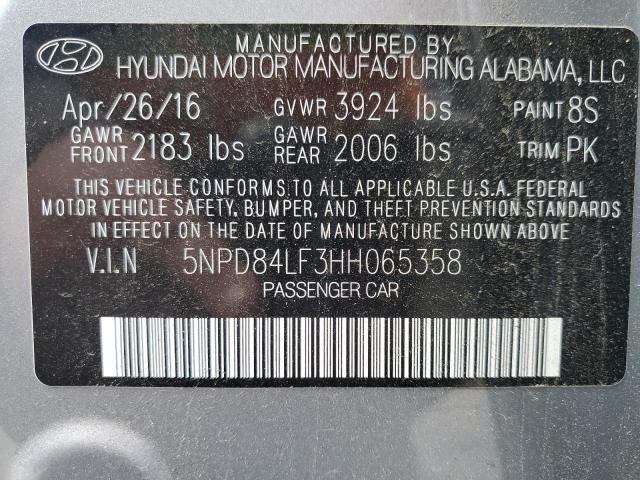 MANUFACTURED BY
HYUNDAI MOTOR MANUFACTURING ALABAMA, LLC
Apr/26/16 GVWR 3924 lbs PAINT 8S
GAWR FRONT 2183 lbs GAWR REAR 2006 lbs TRIM PK
THIS VEHICLE CONFORMS TO ALL APPLICABLE U.S.A. FEDERAL
MOTOR VEHICLE SAFETY, BUMPER, AND THEFT PREVENTION STANDARDS
IN EFFECT ON THE DATE OF MANUFACTURE SHOWN ABOVE
V.I.N 5NPD84LF3HH065358
PASSENGER CAR